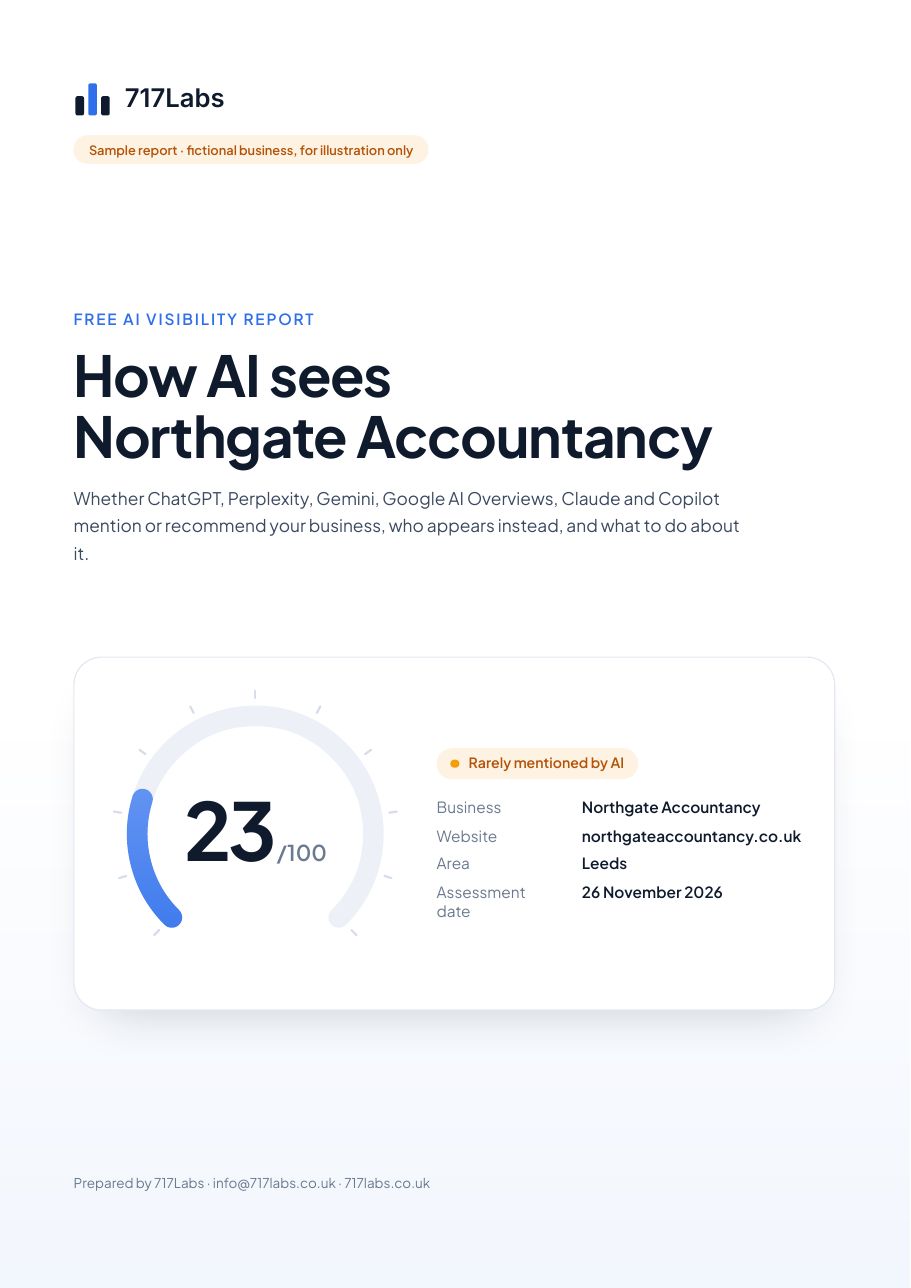 717Labs
Sample report · fictional business, for illustration only
FREE AI VISIBILITY REPORT
How AI sees
Northgate Accountancy
Whether ChatGPT, Perplexity, Gemini, Google AI Overviews, Claude and Copilot
mention or recommend your business, who appears instead, and what to do about
it.
23/100
Rarely mentioned by AI
Business Northgate Accountancy
Website northgateaccountancy.co.uk
Area Leeds
Assessment 26 November 2026
date
Prepared by 717Labs · info@717labs.co.uk · 717labs.co.uk